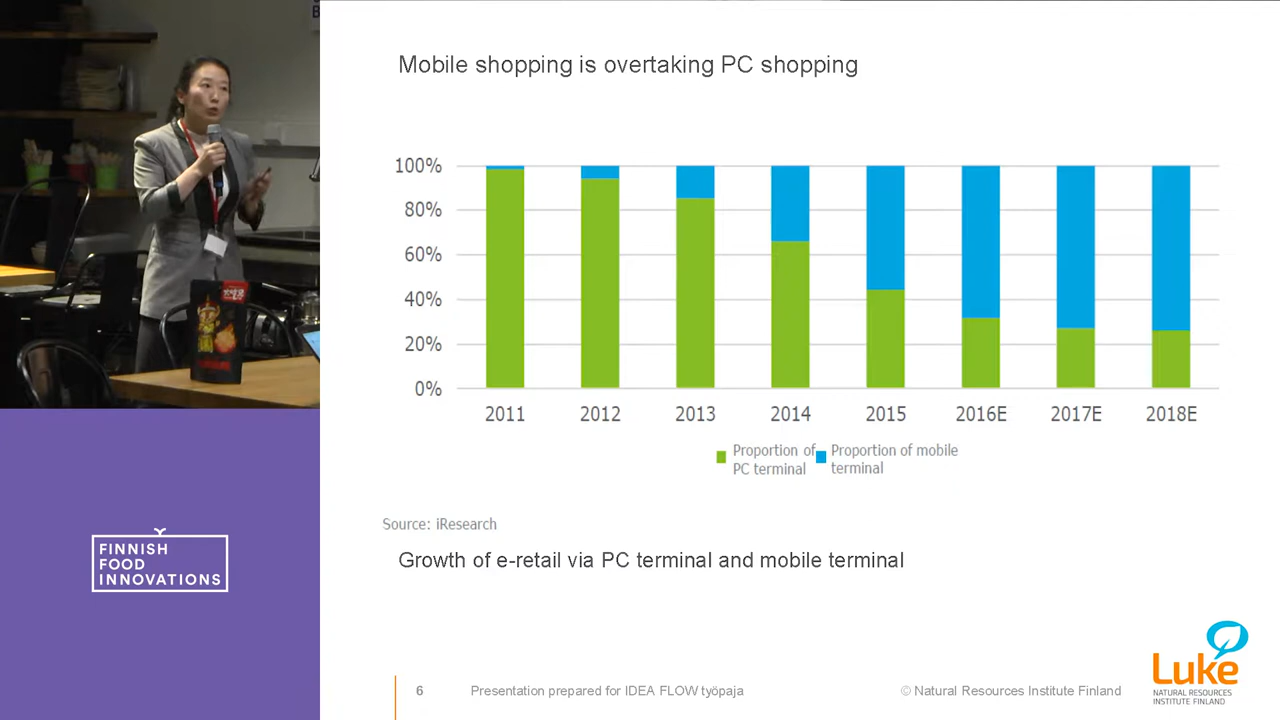 Mobile shopping is overtaking PC shopping
100%
80%
60%
40%
20%
0%
2011
2012
2013
2014
2015
2016E
2017E
2018E
Proportion of
PC terminal
Proportion of mobile
terminal
Source: iResearch
Growth of e-retail via PC terminal and mobile terminal
FINNISH
FOOD
INNOVATIONS
6
Presentation prepared for IDEA FLOW työpaja
© Natural Resources Institute Finland
Luke
NATURAL RESOURCES
INSTITUTE FINLAND